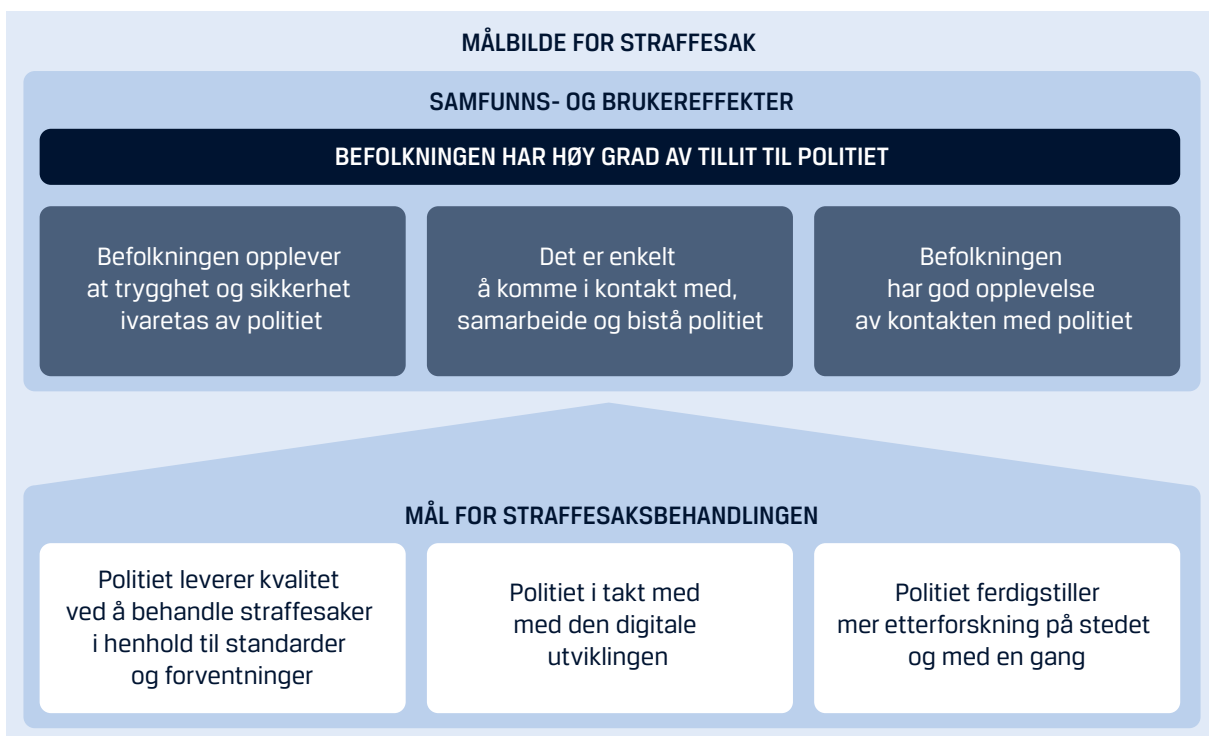 MÅLBILDE FOR STRAFFESAK
SAMFUNNS- OG BRUKEREFFEKTER
BEFOLKNINGEN HAR HØY GRAD AV TILLIT TIL POLITIET
Befolkningen opplever
at trygghet og sikkerhet
ivaretas av politiet
Det er enkelt
å komme i kontakt med,
samarbeide og bistå politiet
Befolkningen
har god opplevelse
av kontakten med politiet
MÅL FOR STRAFFESAKSBEHANDLINGEN
Politiet leverer kvalitet
ved å behandle straffesaker
i henhold til standarder
og forventninger
Politiet i takt med
med den digitale
utviklingen
Politiet ferdigstiller
mer etterforskning på stedet
og med en gang